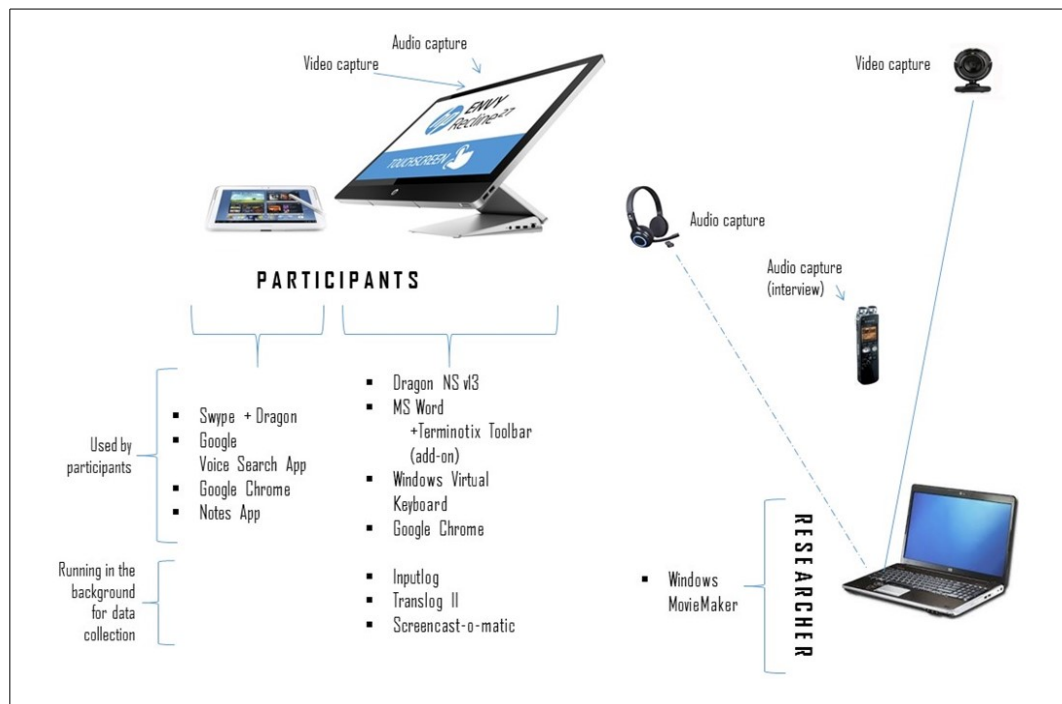 Audio capture
Video capture
Video capture
hp ENVY
Recline27
TOUCHSCREEN
Audio capture
Audio capture
(interview)
PARTICIPANTS
Used by
participants
▪ Swype + Dragon
▪ Google
Voice Search App
▪ Google Chrome
▪ Notes App
▪ Dragon NS v13
▪ MS Word
+Terminotix Toolbar
(add-on)
▪ Windows Virtual
Keyboard
▪ Google Chrome
Running in the
background
for data
collection
▪ Inputlog
▪ Translog II
▪ Screencast-o-matic
▪ Windows
MovieMaker
RESEARCHER